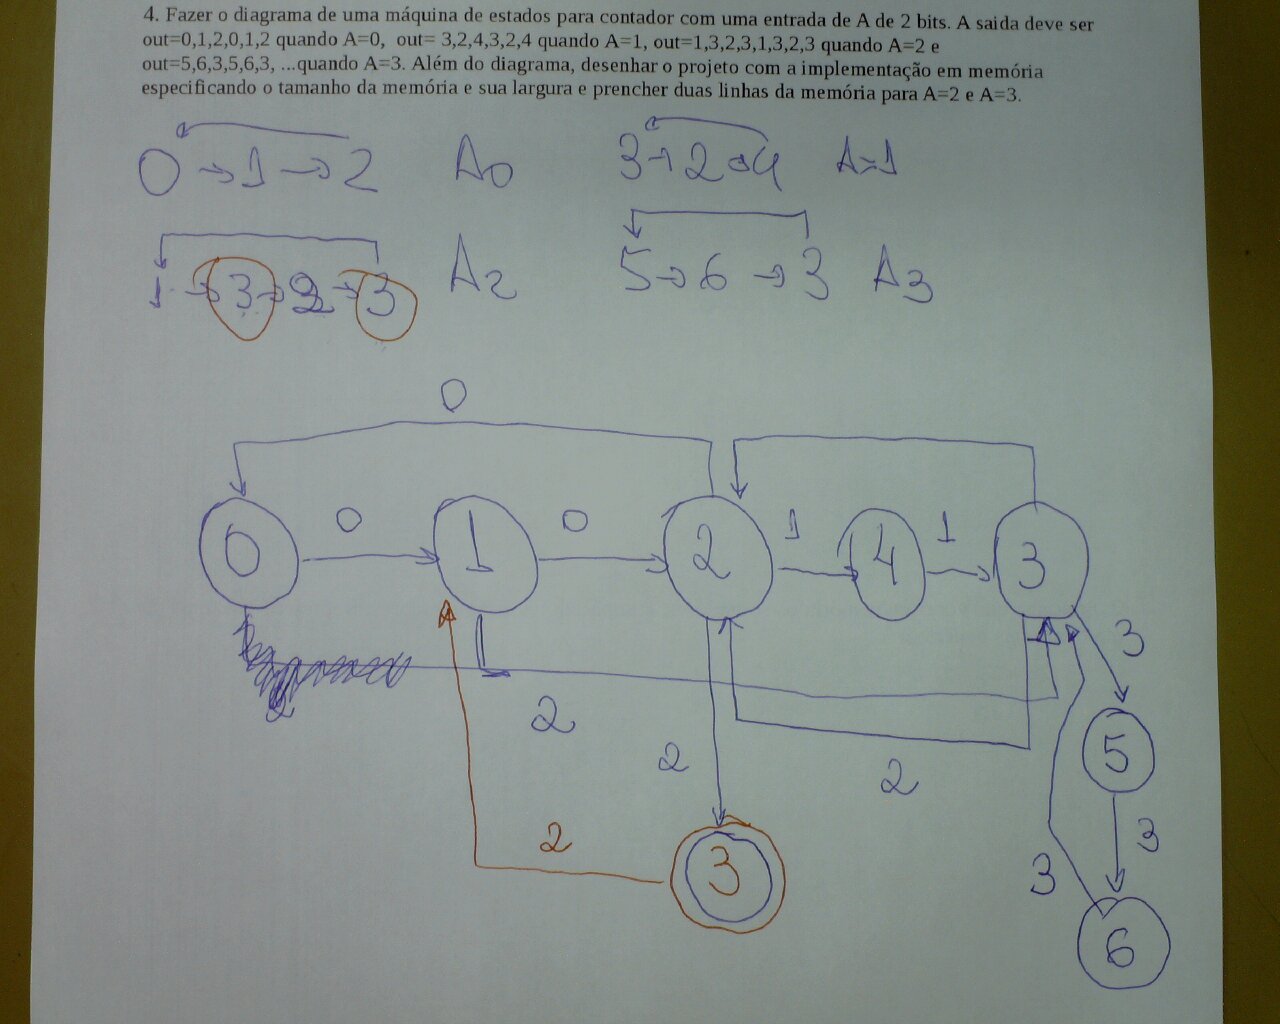 4. Fazer o diagrama de uma máquina de estados para contador com uma entrada de A de 2 bits. A saida deve ser
out=0,1,2,0,1,2 quando A=0, out= 3,2,4,3,2,4 quando A=1, out=1,3,2,3,1,3,2,3 quando A=2 e
out=5,6,3,5,6,3, ...quando A=3. Além do diagrama, desenhar o projeto com a implementação em memória
especificando o tamanho da memória e sua largura e prencher duas linhas da memória para A=2 e A=3.
0 → 1 → 2 A0 3 → 2 → 4 A=1
1 → 3 → 2 → 3 A2 5 → 6 → 3 A3
0
0 0 1 1
0 1 2 4 3
3
2 2
5
2 2
2 3 3
3
6